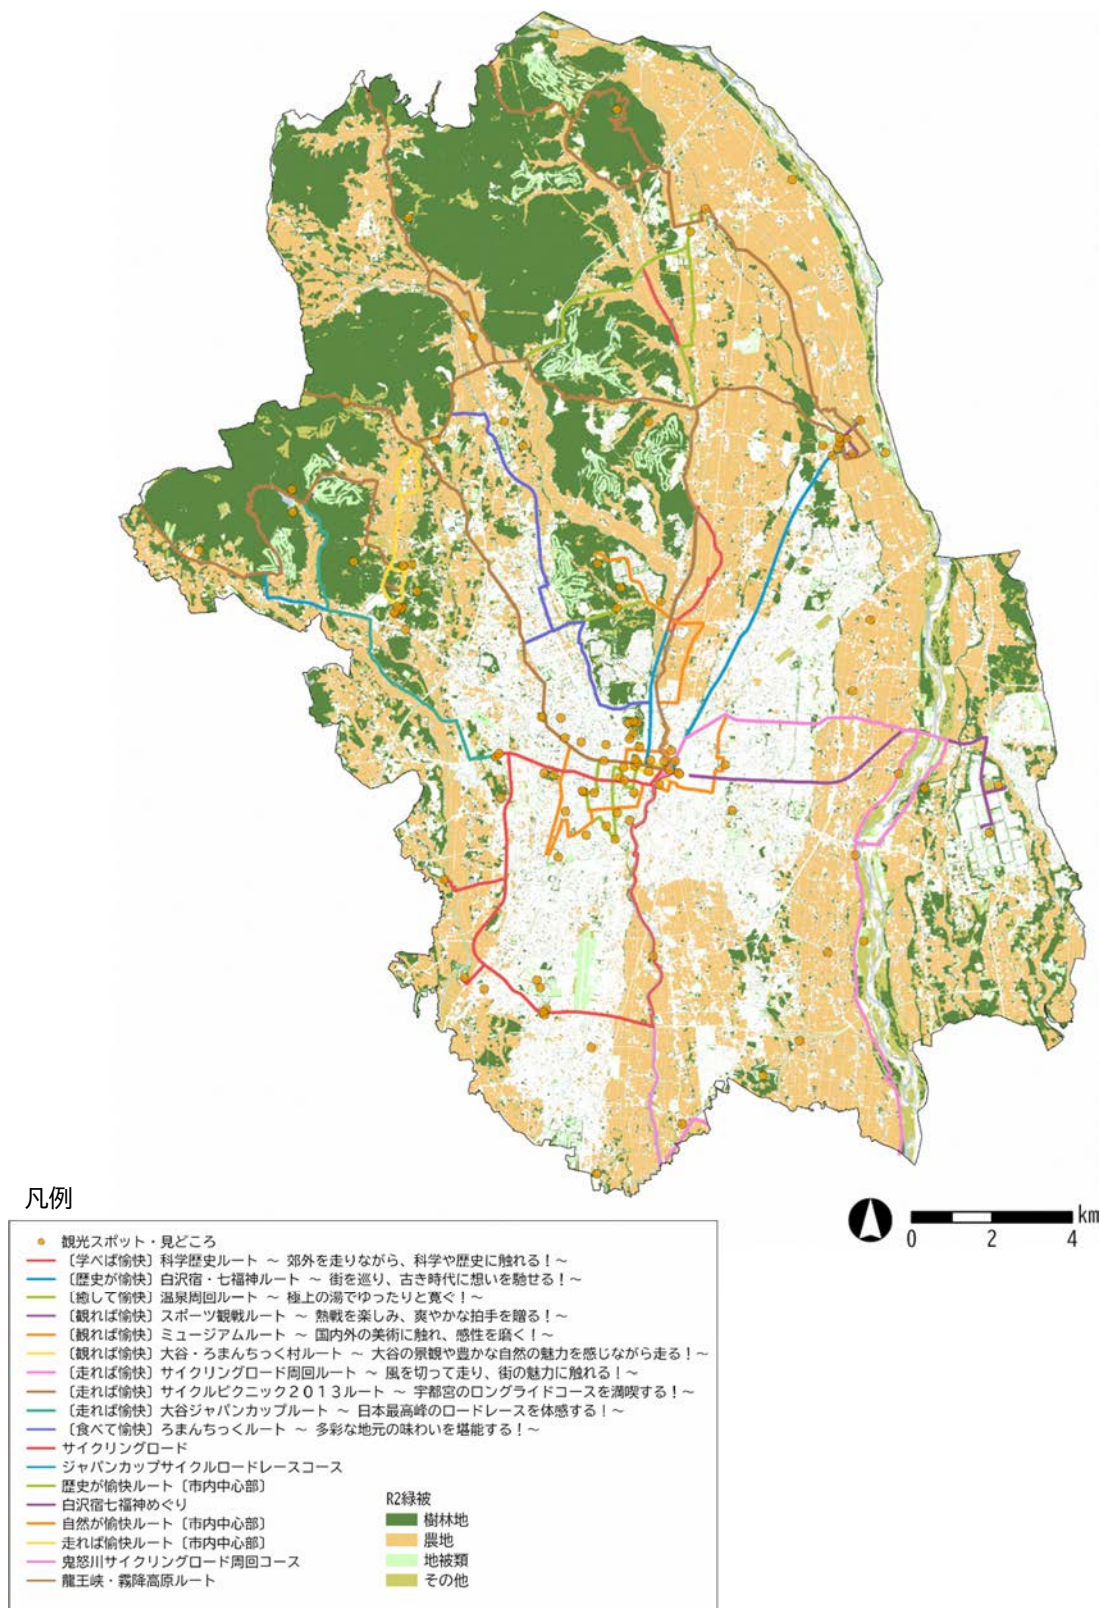 km
0 2 4
凡例
観光スポット・見どころ
〔学べば愉快〕科学歴史ルート ～ 郊外を走りながら、科学や歴史に触れる！～
〔歴史が愉快〕白沢宿・七福神ルート ～ 街を巡り、古き時代に想いを馳せる！～
〔癒して愉快〕温泉周回ルート ～ 極上の湯でゆったりと寛ぐ！～
〔観れば愉快〕スポーツ観戦ルート ～ 熱戦を楽しみ、爽やかな拍手を贈る！～
〔観れば愉快〕ミュージアムルート ～ 国内外の美術に触れ、感性を磨く！～
〔観れば愉快〕大谷・ろまんちっく村ルート ～ 大谷の景観や豊かな自然の魅力を感じながら走る！～
〔走れば愉快〕サイクリングロード周回ルート ～ 風を切って走り、街の魅力に触れる！～
〔走れば愉快〕サイクルピクニック２０１３ルート ～ 宇都宮のロングライドコースを満喫する！～
〔走れば愉快〕大谷ジャパンカップルート ～ 日本最高峰のロードレースを体感する！～
〔食べて愉快〕ろまんちっくルート ～ 多彩な地元の味わいを堪能する！～
サイクリングロード
ジャパンカップサイクルロードレースコース
歴史が愉快ルート〔市内中心部〕
白沢宿七福神めぐり
自然が愉快ルート〔市内中心部〕
走れば愉快ルート〔市内中心部〕
鬼怒川サイクリングロード周回コース
龍王峡・霧降高原ルート
R2緑被
樹林地
農地
地被類
その他